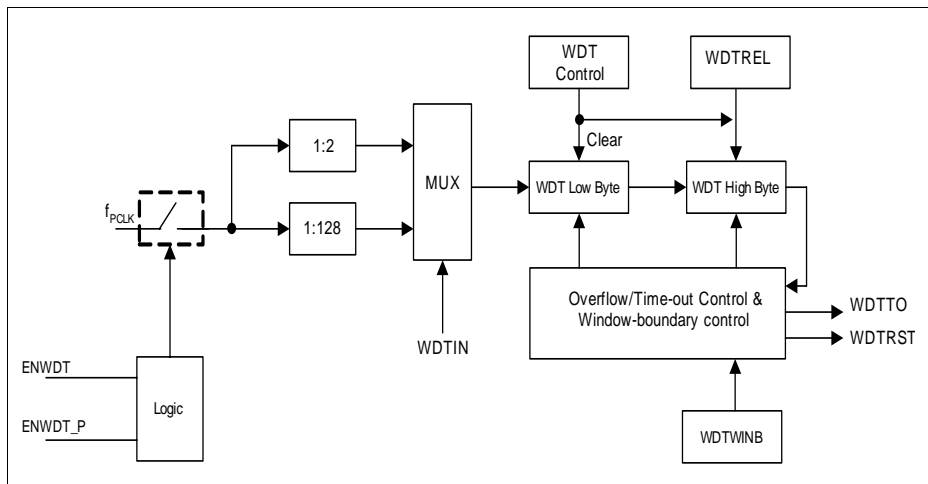 WDT
Control
WDTREL
Clear
1:2
MUX
WDT Low Byte
WDT High Byte
fPCLK
1:128
Overflow/Time-out Control &
Window-boundary control
WDTTO
WDTRST
WDTIN
ENWDT
Logic
ENWDT_P
WDTWINB